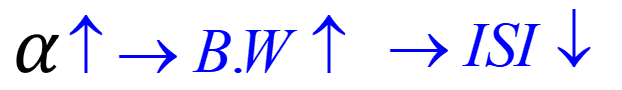 α↑ → B.W ↑ → ISI ↓